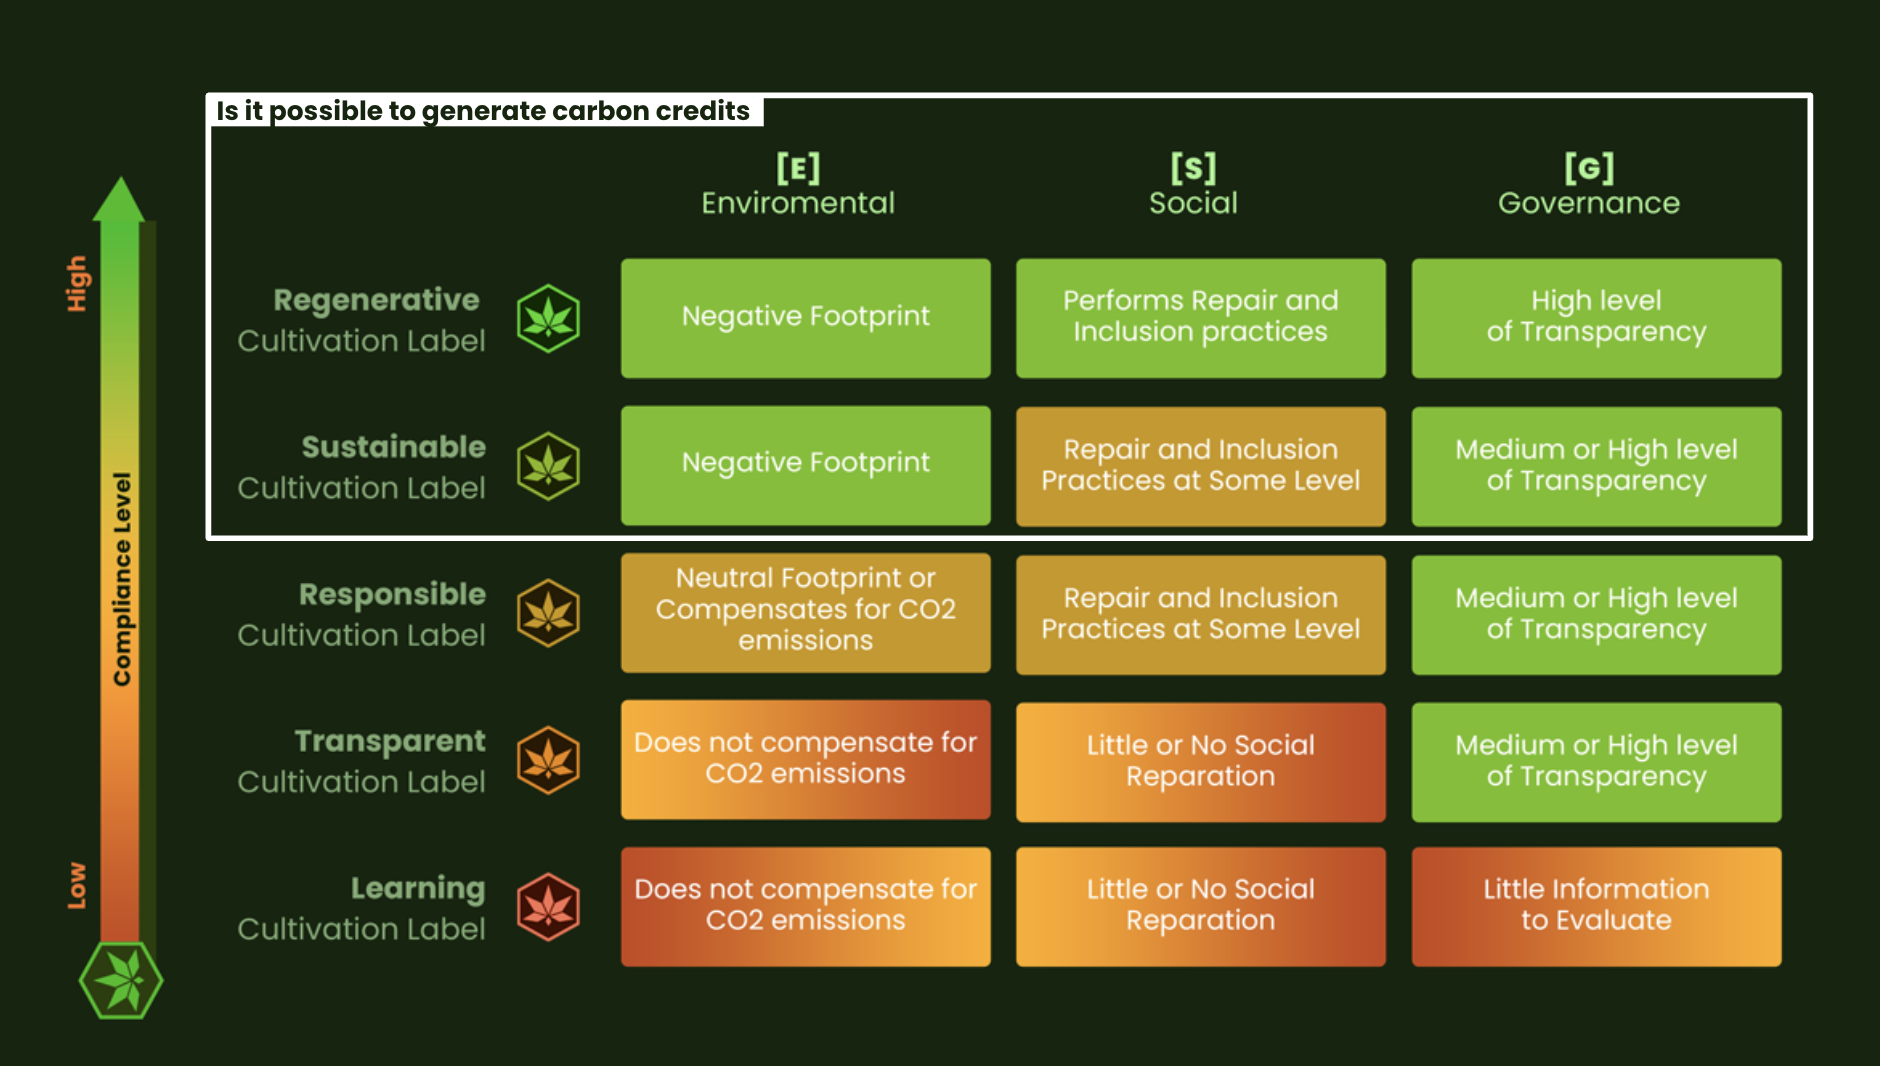 Is it possible to generate carbon credits
[E]
Enviromental
[S]
Social
[G]
Governance
High
Compliance Level
Low
Regenerative
Cultivation Label
Negative Footprint
Performs Repair and
Inclusion practices
High level
of Transparency
Sustainable
Cultivation Label
Negative Footprint
Repair and Inclusion
Practices at Some Level
Medium or High level
of Transparency
Responsible
Cultivation Label
Neutral Footprint or
Compensates for CO2
emissions
Repair and Inclusion
Practices at Some Level
Medium or High level
of Transparency
Transparent
Cultivation Label
Does not compensate for
CO2 emissions
Little or No Social
Reparation
Medium or High level
of Transparency
Learning
Cultivation Label
Does not compensate for
CO2 emissions
Little or No Social
Reparation
Little Information
to Evaluate